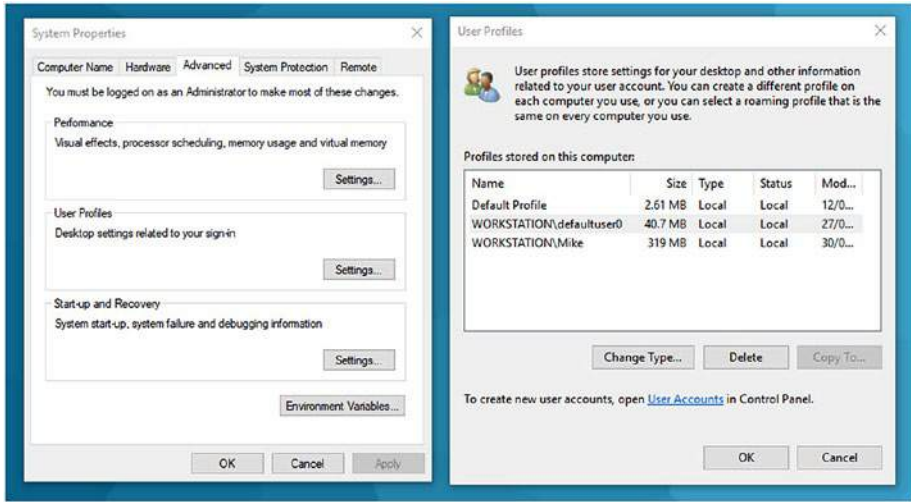 System Properties
Computer Name Hardware Advanced System Protection Remote
You must be logged on as an Administrator to make most of these changes.
Performance
Visual effects, processor scheduling, memory usage and virtual memory
Settings...
User Profiles
Desktop settings related to your sign-in
Settings...
Start-up and Recovery
System start-up, system failure and debugging information
Settings...
Environment Variables...
OK Cancel Apply
User Profiles
User profiles store settings for your desktop and other information
related to your user account. You can create a different profile on
each computer you use, or you can select a roaming profile that is the
same on every computer you use.
Profiles stored on this computer:
Name Size Type Status Mod...
Default Profile 2.61 MB Local Local 12/0...
WORKSTATION\defaultuser0 40.7 MB Local Local 27/0...
WORKSTATION\Mike 319 MB Local Local 30/0...
Change Type... Delete Copy To...
To create new user accounts, open User Accounts in Control Panel.
OK Cancel